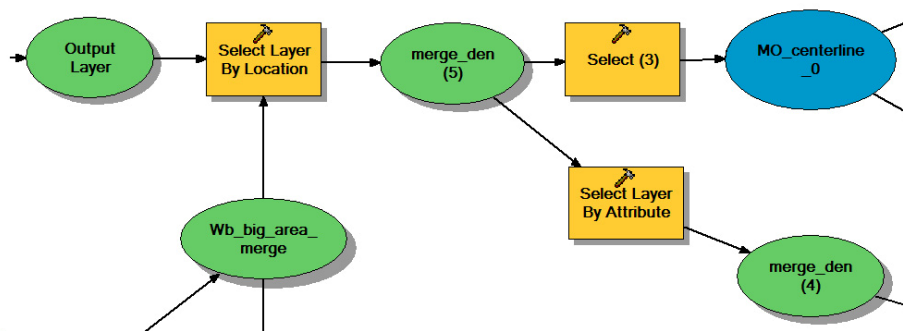 Output
Layer
Select Layer
By Location
merge_den
(5)
Select (3)
MO_centerline
_0
Select Layer
By Attribute
Wb_big_area_
merge
merge_den
(4)